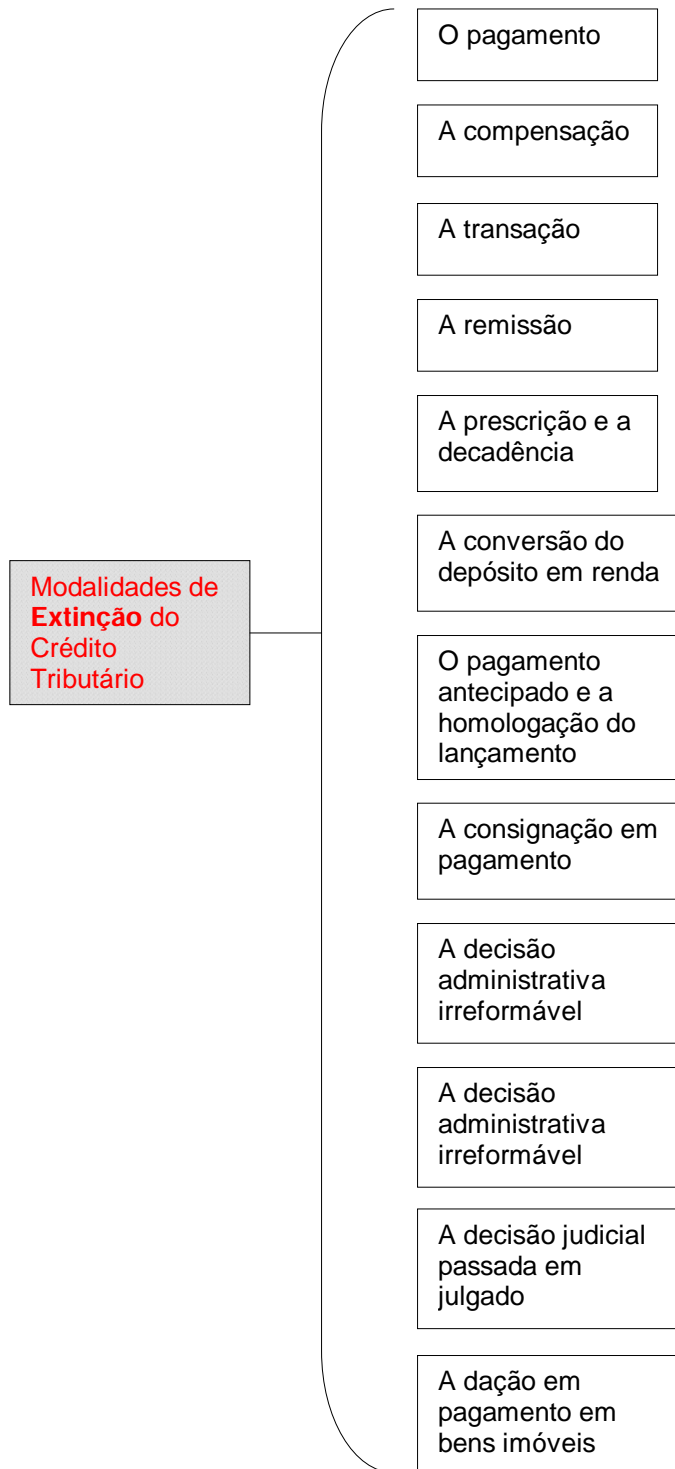 O pagamento
A compensação
A transação
A remissão
A prescrição e a
decadência
A conversão do
depósito em renda
Modalidades de
Extinção do
Crédito
Tributário
O pagamento
antecipado e a
homologação do
lançamento
A consignação em
pagamento
A decisão
administrativa
irreformável
A decisão
administrativa
irreformável
A decisão judicial
passada em
julgado
A dação em
pagamento em
bens imóveis